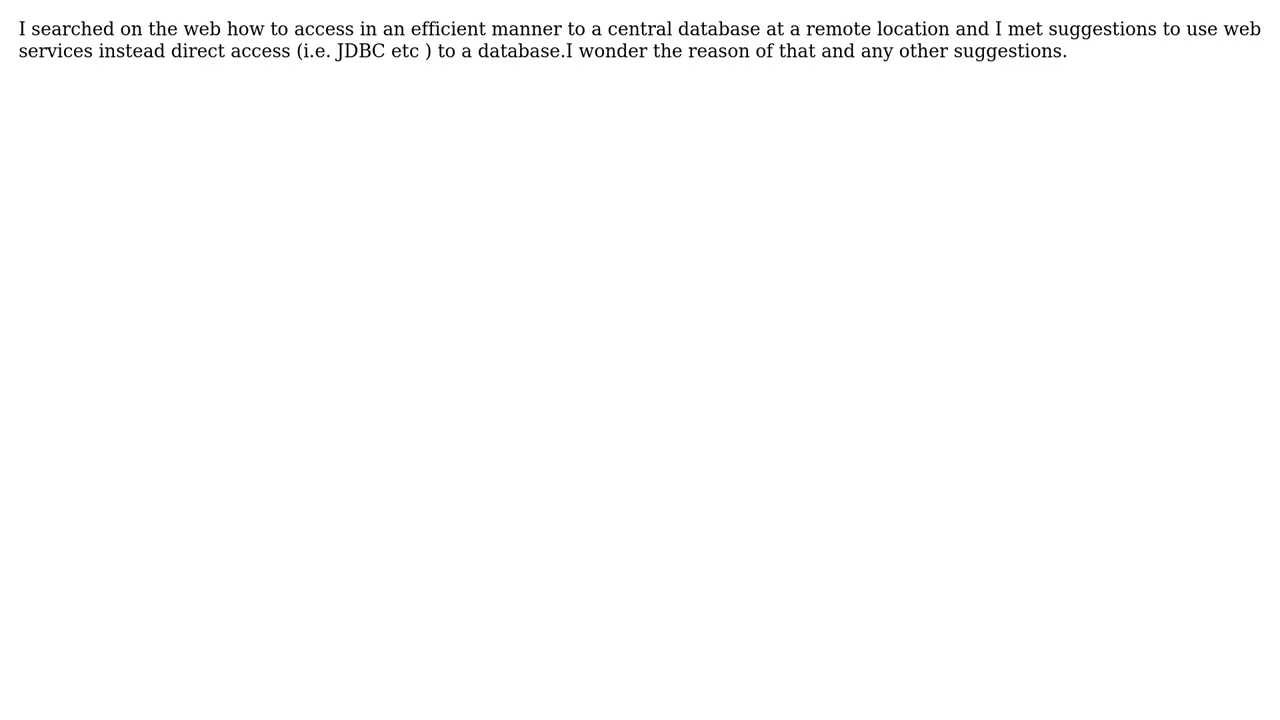 I searched on the web how to access in an efficient manner to a central database at a remote location and I met suggestions to use web
services instead direct access (i.e. JDBC etc ) to a database.I wonder the reason of that and any other suggestions.